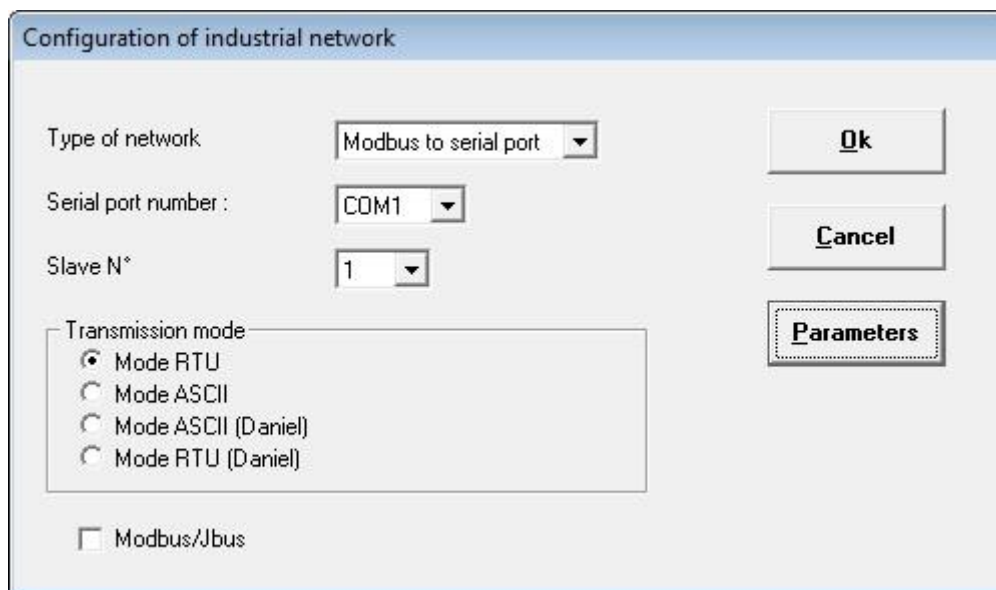 Configuration of industrial network
Type of network
Modbus to serial port
Ok
Serial port number :
COM1
Cancel
Slave N°
1
Parameters
Transmission mode
Mode RTU
Mode ASCII
Mode ASCII (Daniel)
Mode RTU (Daniel)
Modbus/Jbus